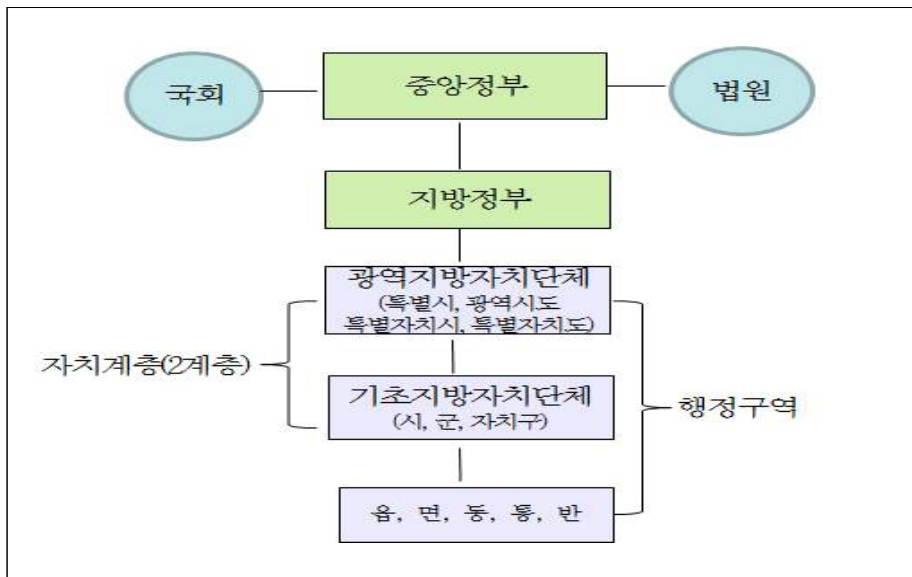 국회
중앙정부
법원
지방정부
광역지방자치단체
(특별시, 광역시도
특별자치시, 특별자치도)
자치계층(2계층)
기초지방자치단체
(시, 군, 자치구)
행정구역
읍, 면, 동, 통, 반